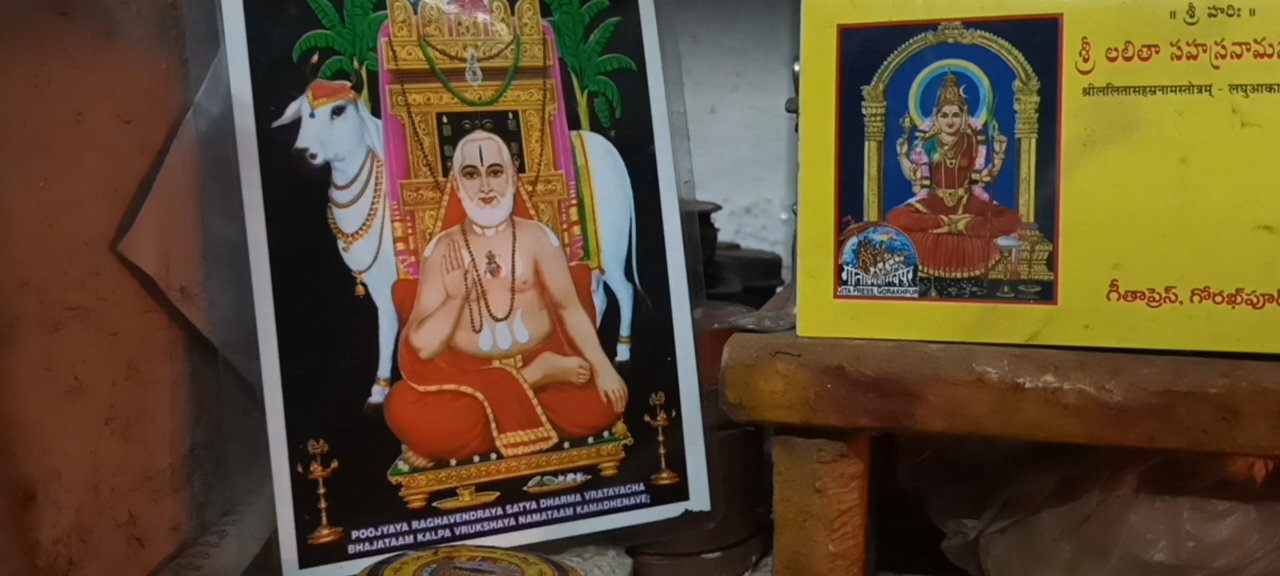 POOJYAYA RAGHAVENDRAYA SATYA DHARMA VRATAYACHA
BHAJATAAM KALPA VRUKSHAYA NAMATAAM KAMADHENAVE;
॥ శ్రీ హరిః ॥
శ్రీ లలితా సహస్రనామ
श्रीललितासहस्रनामस्तोत्रम् - लघुआका
गीता
GITA PRESS, GORAKHPUR
గీతాప్రెస్, గోరఖ్‌పూర్